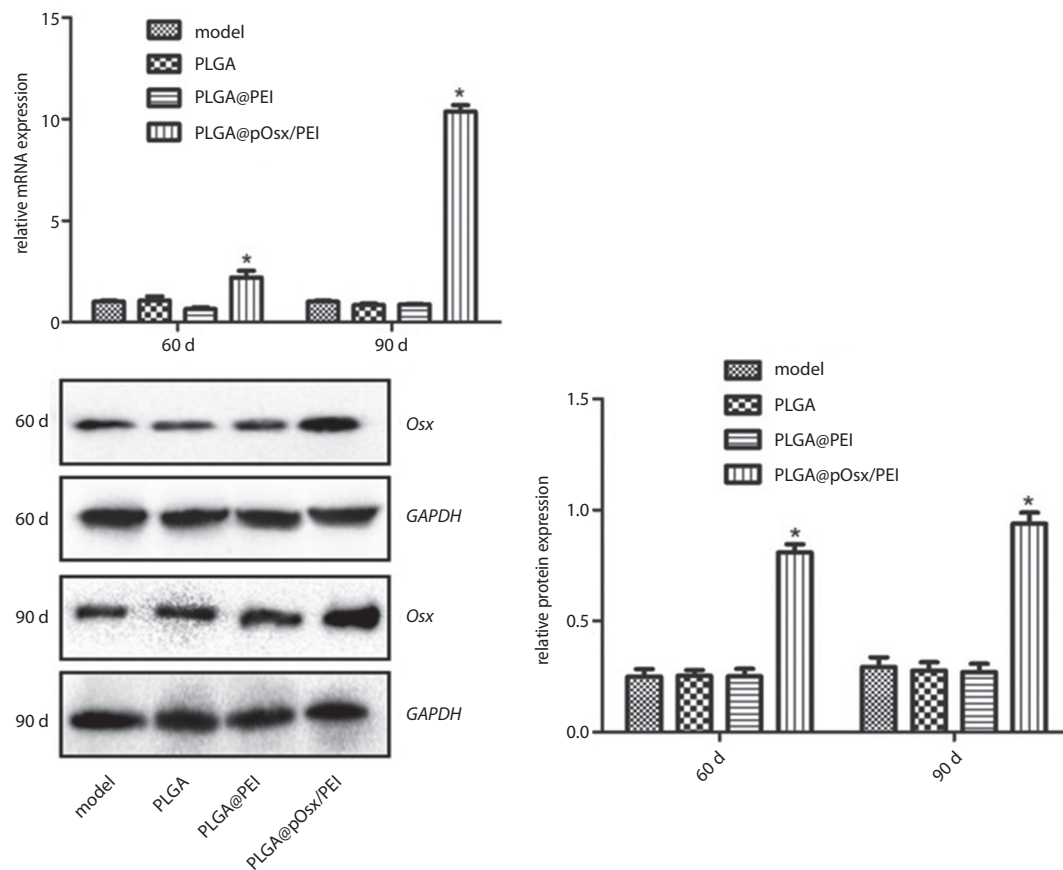 15
10
5
0
relative mRNA expression
model
PLGA
PLGA@PEI
PLGA@pOsx/PEI
*
*
60 d
90 d
60 d
Osx
60 d
GAPDH
90 d
Osx
90 d
GAPDH
model
PLGA
PLGA@PEI
PLGA@pOsx/PEI
model
PLGA
PLGA@PEI
PLGA@pOsx/PEI
1.5
1.0
0.5
0.0
relative protein expression
*
*
60 d
90 d